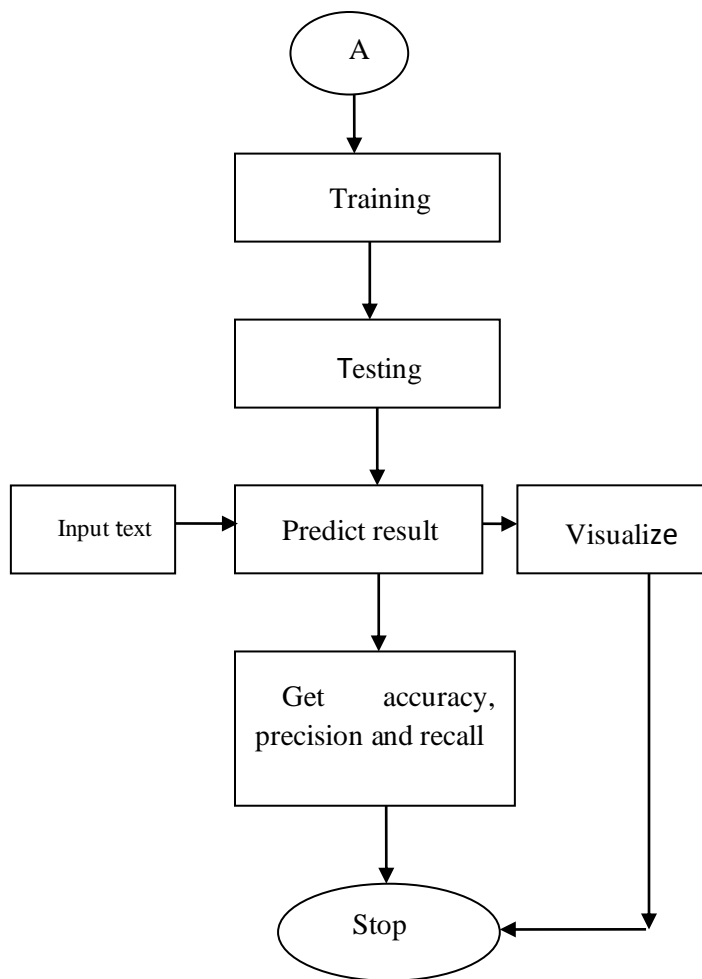 A
Training
Testing
Input text
Predict result
Visualize
Get accuracy,
precision and recall
Stop